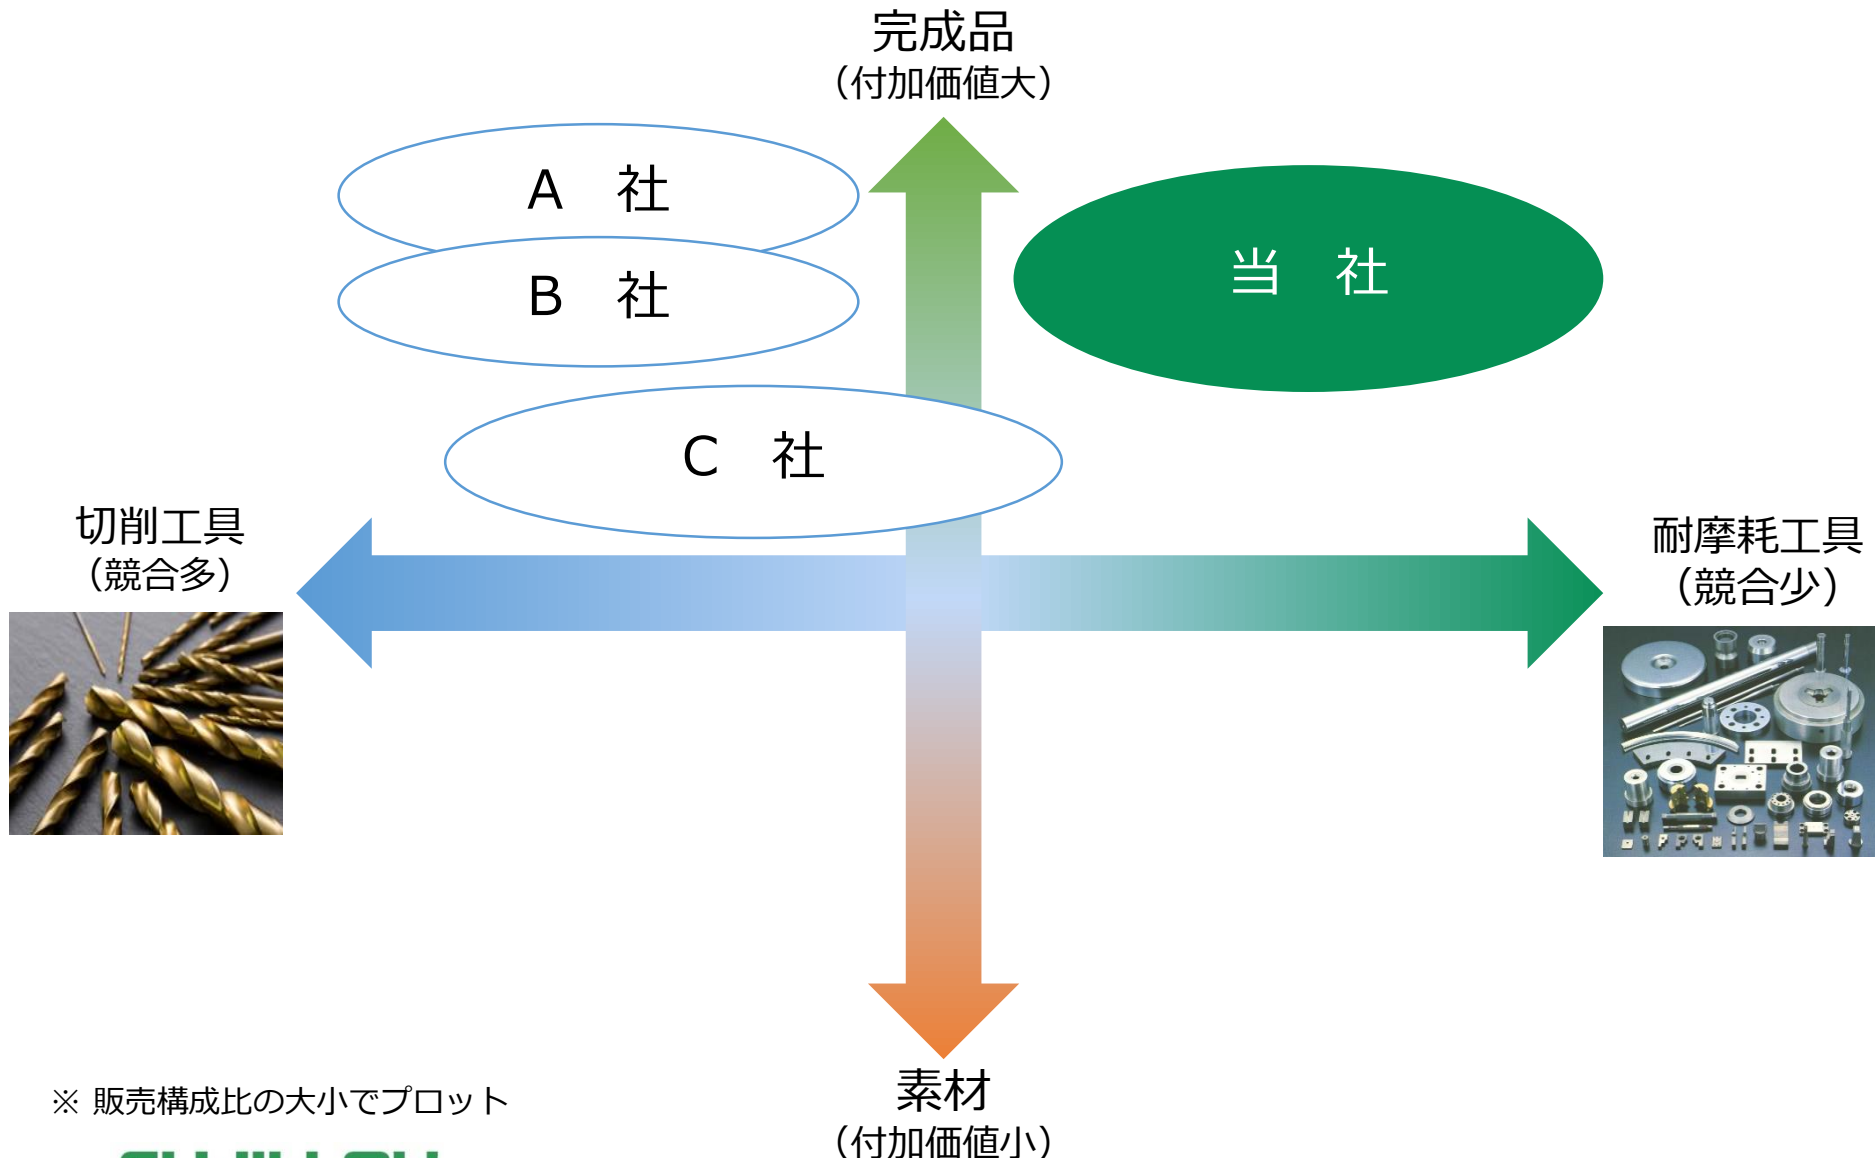 完成品
（付加価値大）
A　社
B　社
当　社
C　社
切削工具
（競合多）
耐摩耗工具
（競合少）
※ 販売構成比の大小でプロット
素材
（付加価値小）